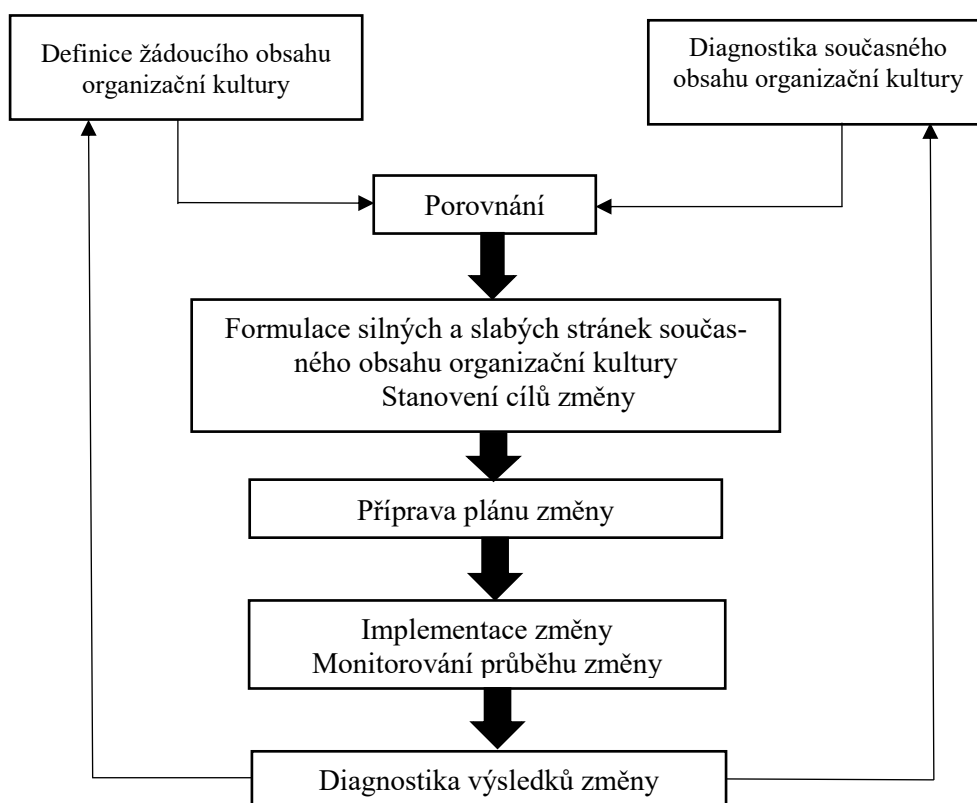 Definice žádoucího obsahu
organizační kultury
Diagnostika současného
obsahu organizační kultury
Porovnání
Formulace silných a slabých stránek součas-
ného obsahu organizační kultury
Stanovení cílů změny
Příprava plánu změny
Implementace změny
Monitorování průběhu změny
Diagnostika výsledků změny